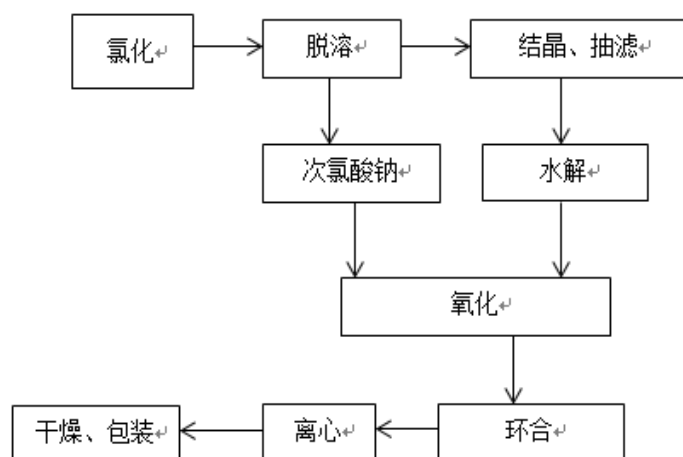 氯化
脱溶
结晶、抽滤
次氯酸钠
水解
氧化
干燥、包装
离心
环合